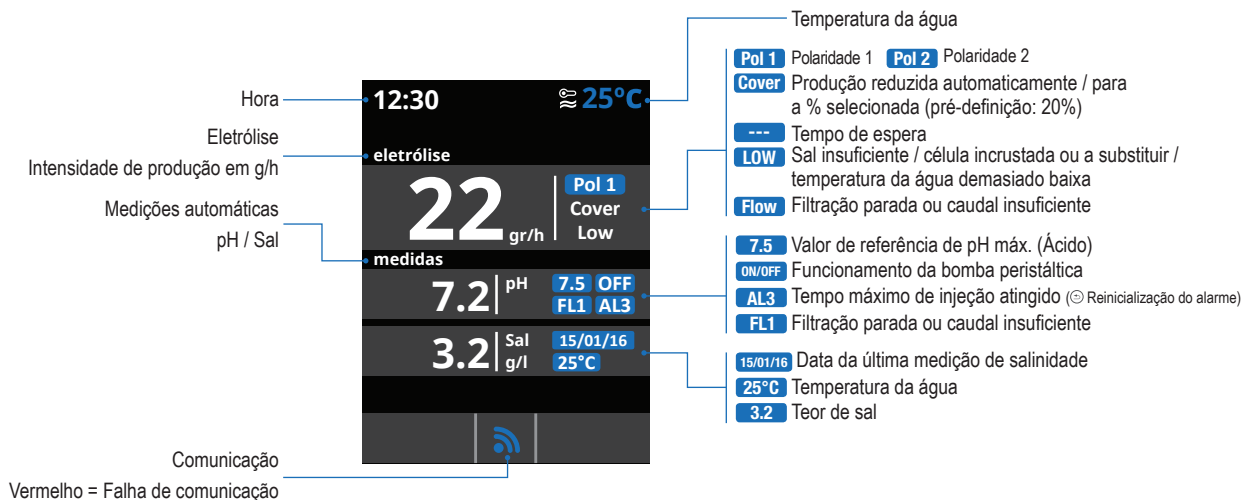 Hora
Eletrólise
Intensidade de produção em g/h
Medições automáticas
pH / Sal
Comunicação
Vermelho = Falha de comunicação
12:30
25°C
eletrólise
22
gr/h
Pol 1
Cover
Low
medidas
7.2
pH
7.5 OFF
FL1 AL3
3.2
Sal
g/l
15/01/16
25°C
Temperatura da água
Pol 1 Polaridade 1 Pol 2 Polaridade 2
Cover Produção reduzida automaticamente / para
a % selecionada (pré-definição: 20%)
--- Tempo de espera
LOW Sal insuficiente / célula incrustada ou a substituir /
temperatura da água demasiado baixa
Flow Filtração parada ou caudal insuficiente
7.5 Valor de referência de pH máx. (Ácido)
ON/OFF Funcionamento da bomba peristáltica
AL3 Tempo máximo de injeção atingido (⊝ Reinicialização do alarme)
FL1 Filtração parada ou caudal insuficiente
15/01/16 Data da última medição de salinidade
25°C Temperatura da água
3.2 Teor de sal